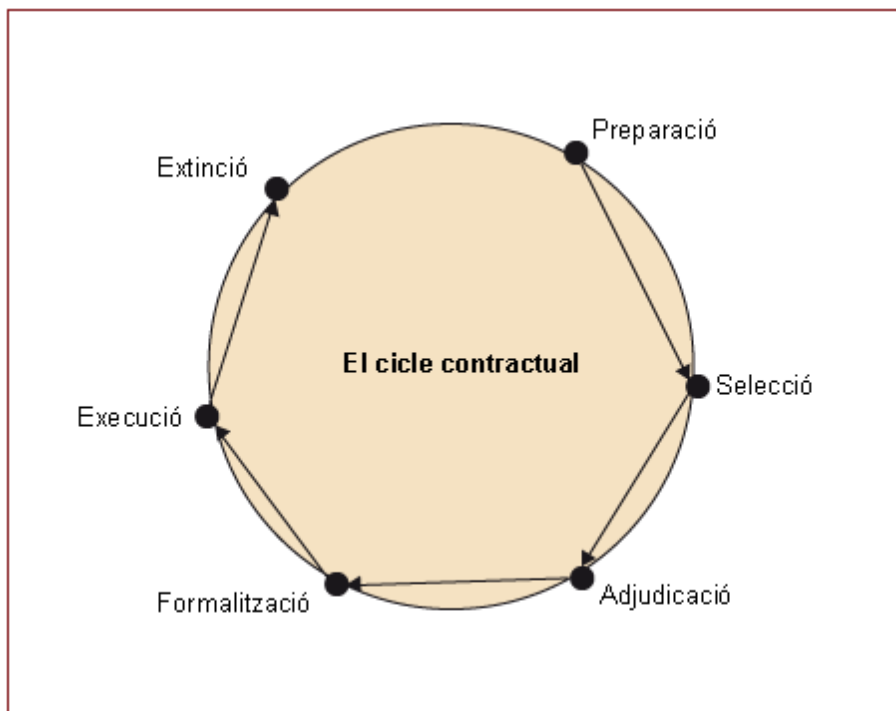 Preparació
Extinció
El cicle contractual
Selecció
Execució
Adjudicació
Formalització